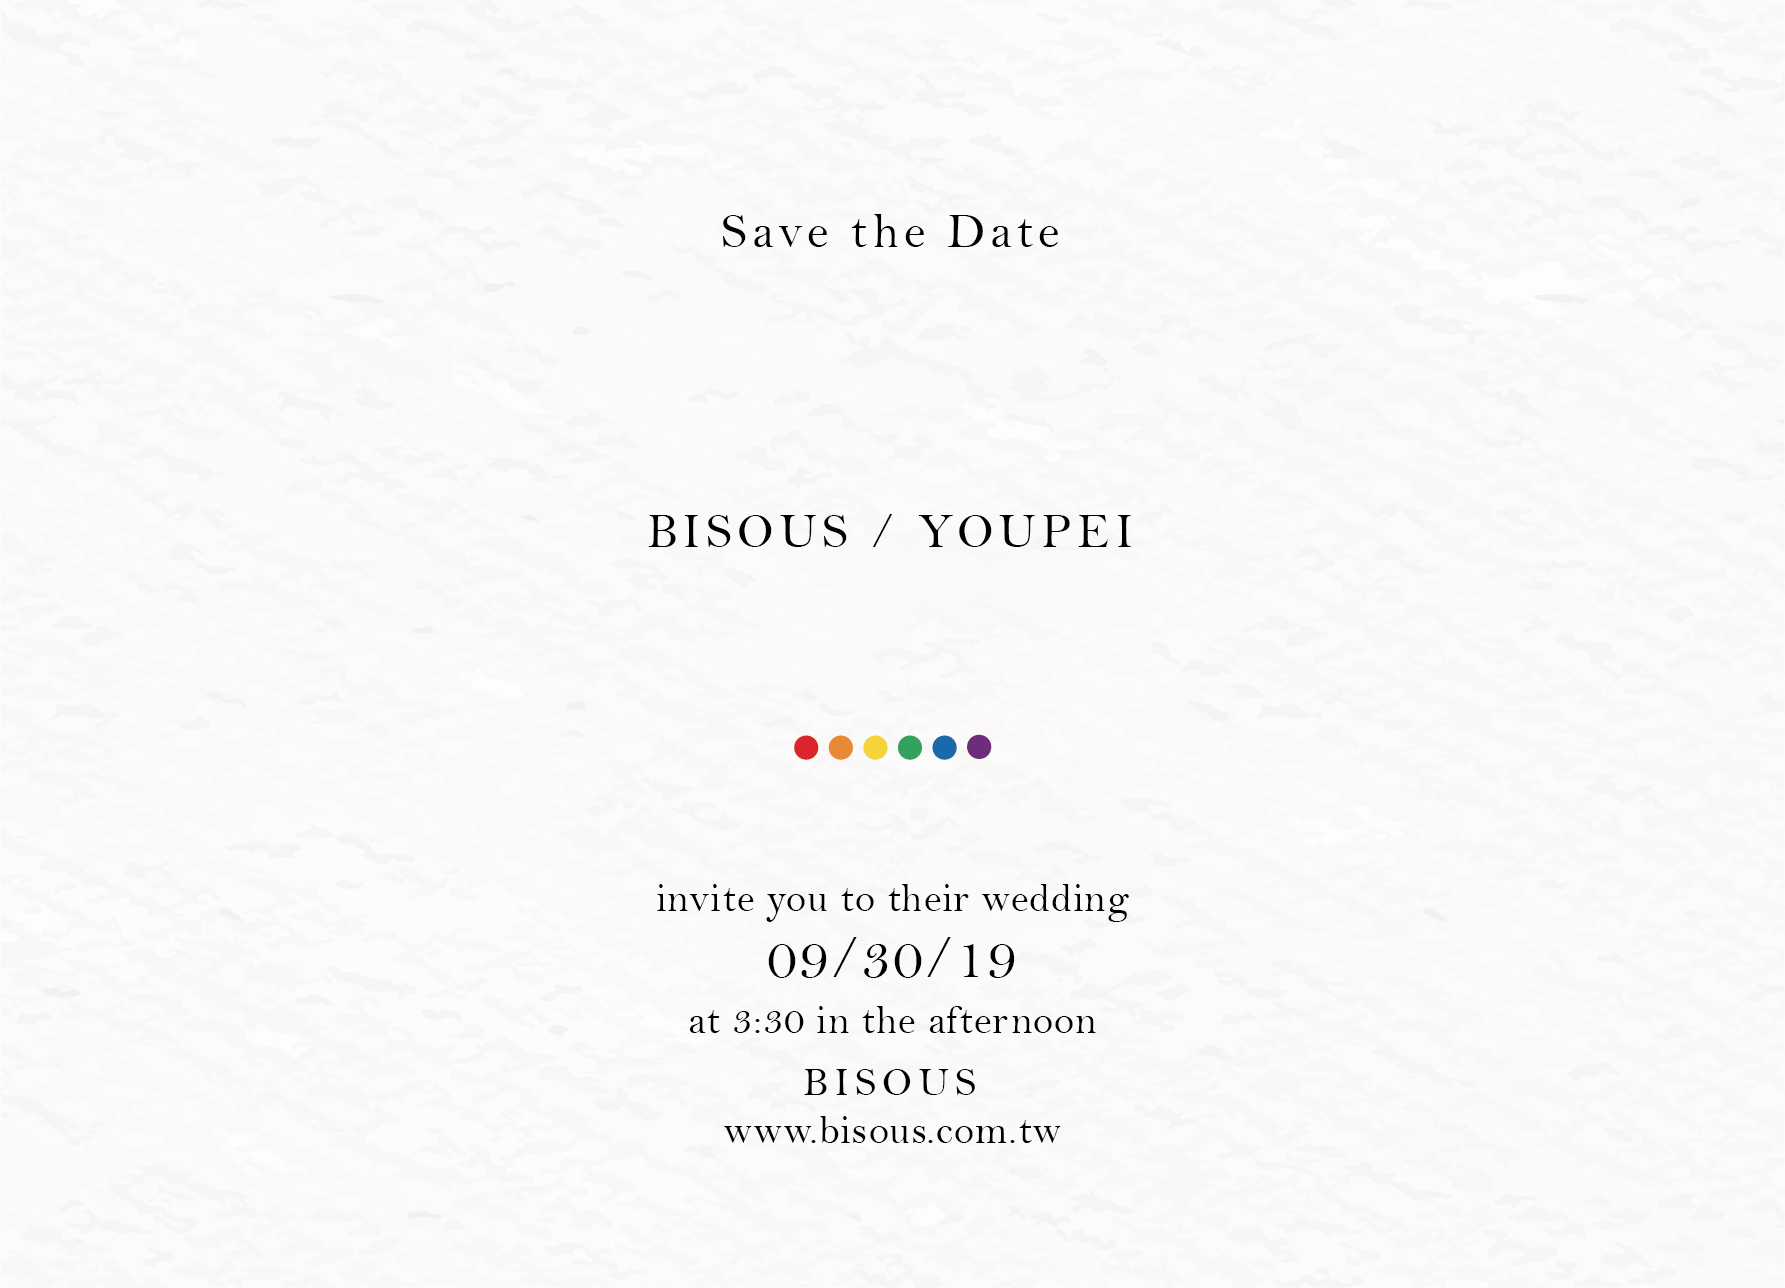 Save the Date
BISOUS / YOUPEI
invite you to their wedding
09/30/19
at 3:30 in the afternoon
BISOUS
www.bisous.com.tw